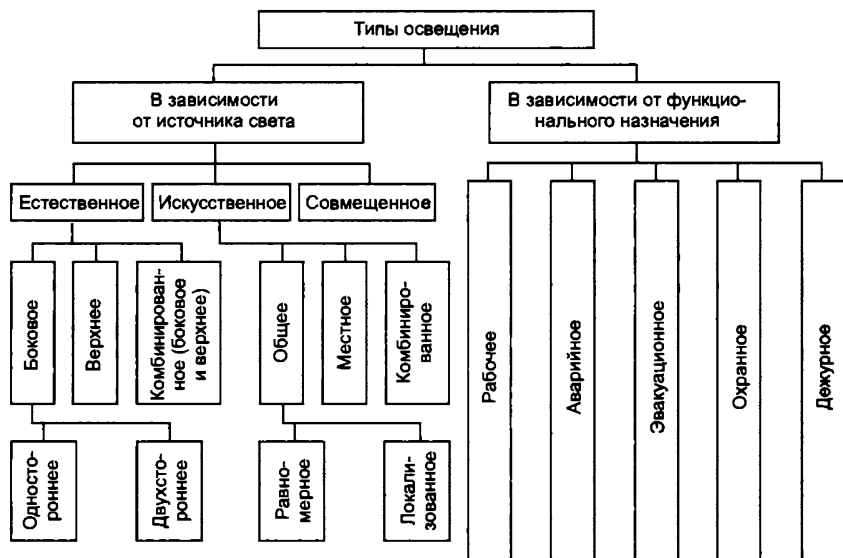 Типы освещения
В зависимости
от источника света
В зависимости от функцио-
нального назначения
Естественное
Искусственное
Совмещенное
Боковое
Верхнее
Комбинирован-
ное (боковое
и верхнее)
Общее
Местное
Комбиниро-
ванное
Рабочее
Аварийное
Эвакуационное
Охранное
Дежурное
Односто-
роннее
Двухсто-
роннее
Равно-
мерное
Локали-
зованное